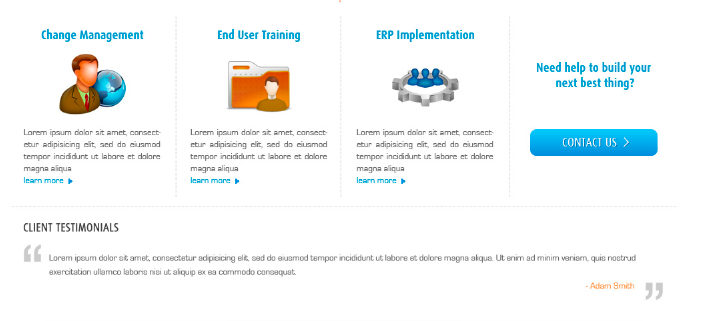 Change Management
Lorem ipsum dolor sit amet, consect-
etur adipisicing elit, sed do eiusmod
tempor incididunt ut labore et dolore
magna aliqua
learn more
End User Training
Lorem ipsum dolor sit amet, consect-
etur adipisicing elit, sed do eiusmod
tempor incididunt ut labore et dolore
magna aliqua
learn more
ERP Implementation
Lorem ipsum dolor sit amet, consect-
etur adipisicing elit, sed do eiusmod
tempor incididunt ut labore et dolore
magna aliqua
learn more
Need help to build your
next best thing?
CONTACT US
CLIENT TESTIMONIALS
Lorem ipsum dolor sit amet, consectetur adipisicing elit, sed do eiusmod tempor incididunt ut labore et dolore magna aliqua. Ut enim ad minim veniam, quis nostrud
exercitation ullamco laboris nisi ut aliquip ex ea commodo consequat.
- Adam Smith